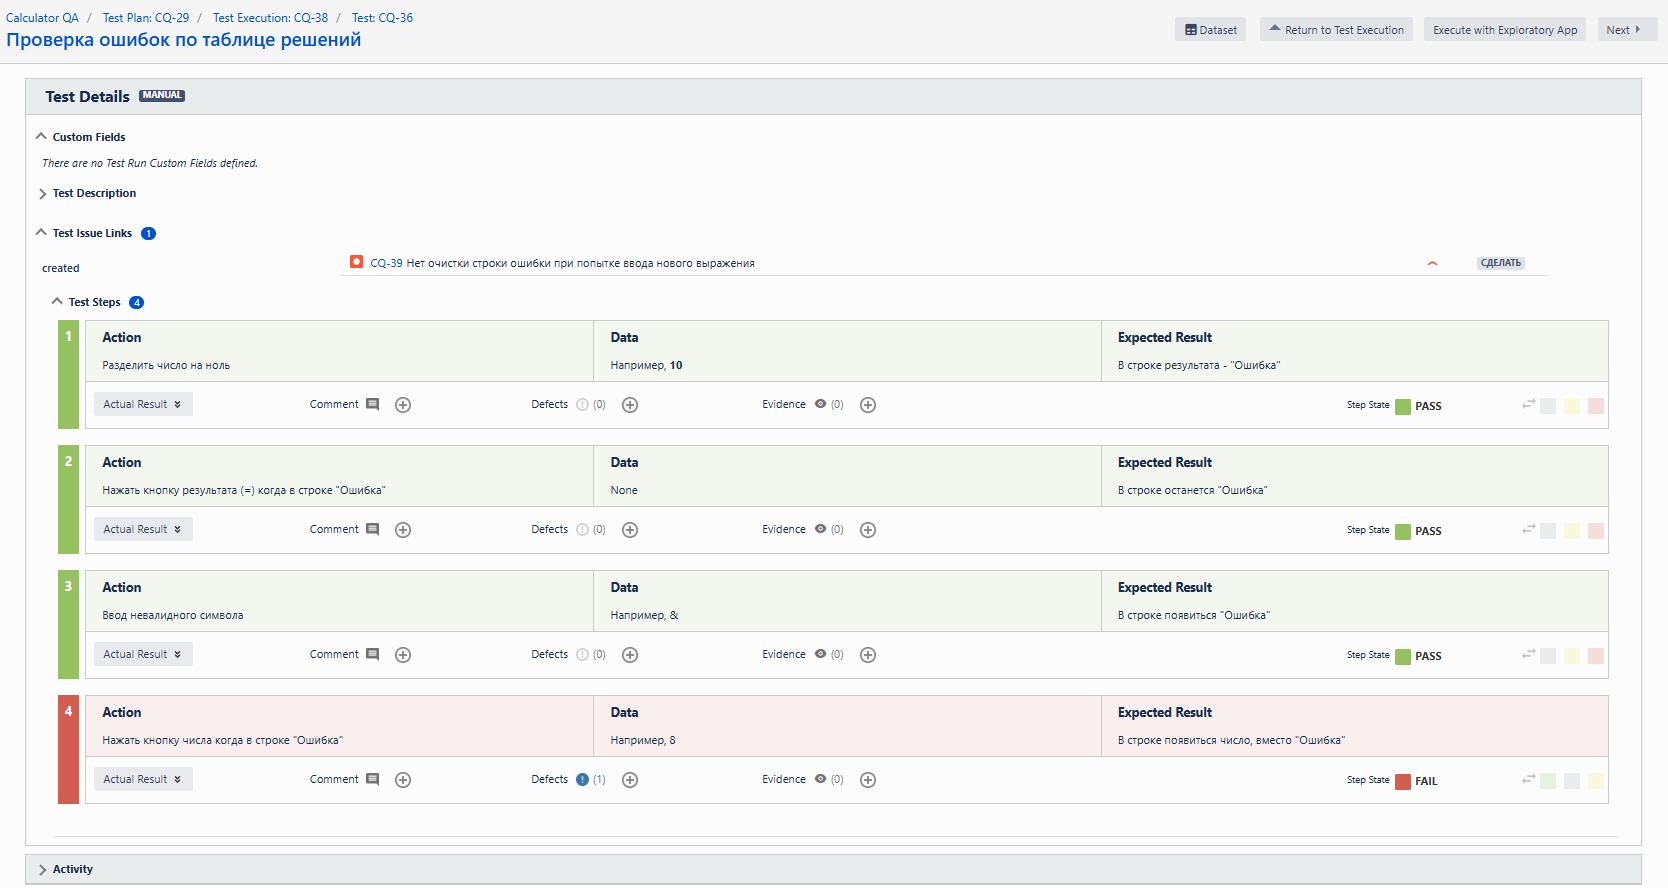 Calculator QA / Test Plan: CQ-29 / Test Execution: CQ-38 / Test: CQ-36
Проверка ошибок по таблице решений
Dataset Return to Test Execution Execute with Exploratory App Next
Test Details MANUAL
Custom Fields
There are no Test Run Custom Fields defined.
Test Description
Test Issue Links 1
created CQ-39 Нет очистки строки ошибки при попытке ввода нового выражения СДЕЛАТЬ
Test Steps 4
1 Action Data Expected Result
Разделить число на ноль Например, 10 В строке результата - "Ошибка"
Actual Result Comment Defects (0) Evidence (0) Step State PASS
2 Action Data Expected Result
Нажать кнопку результата (=) когда в строке "Ошибка" None В строке останется "Ошибка"
Actual Result Comment Defects (0) Evidence (0) Step State PASS
3 Action Data Expected Result
Ввод невалидного символа Например, & В строке появиться "Ошибка"
Actual Result Comment Defects (0) Evidence (0) Step State PASS
4 Action Data Expected Result
Нажать кнопку числа когда в строке "Ошибка" Например, 8 В строке появиться число, вместо "Ошибка"
Actual Result Comment Defects (1) Evidence (0) Step State FAIL
Activity